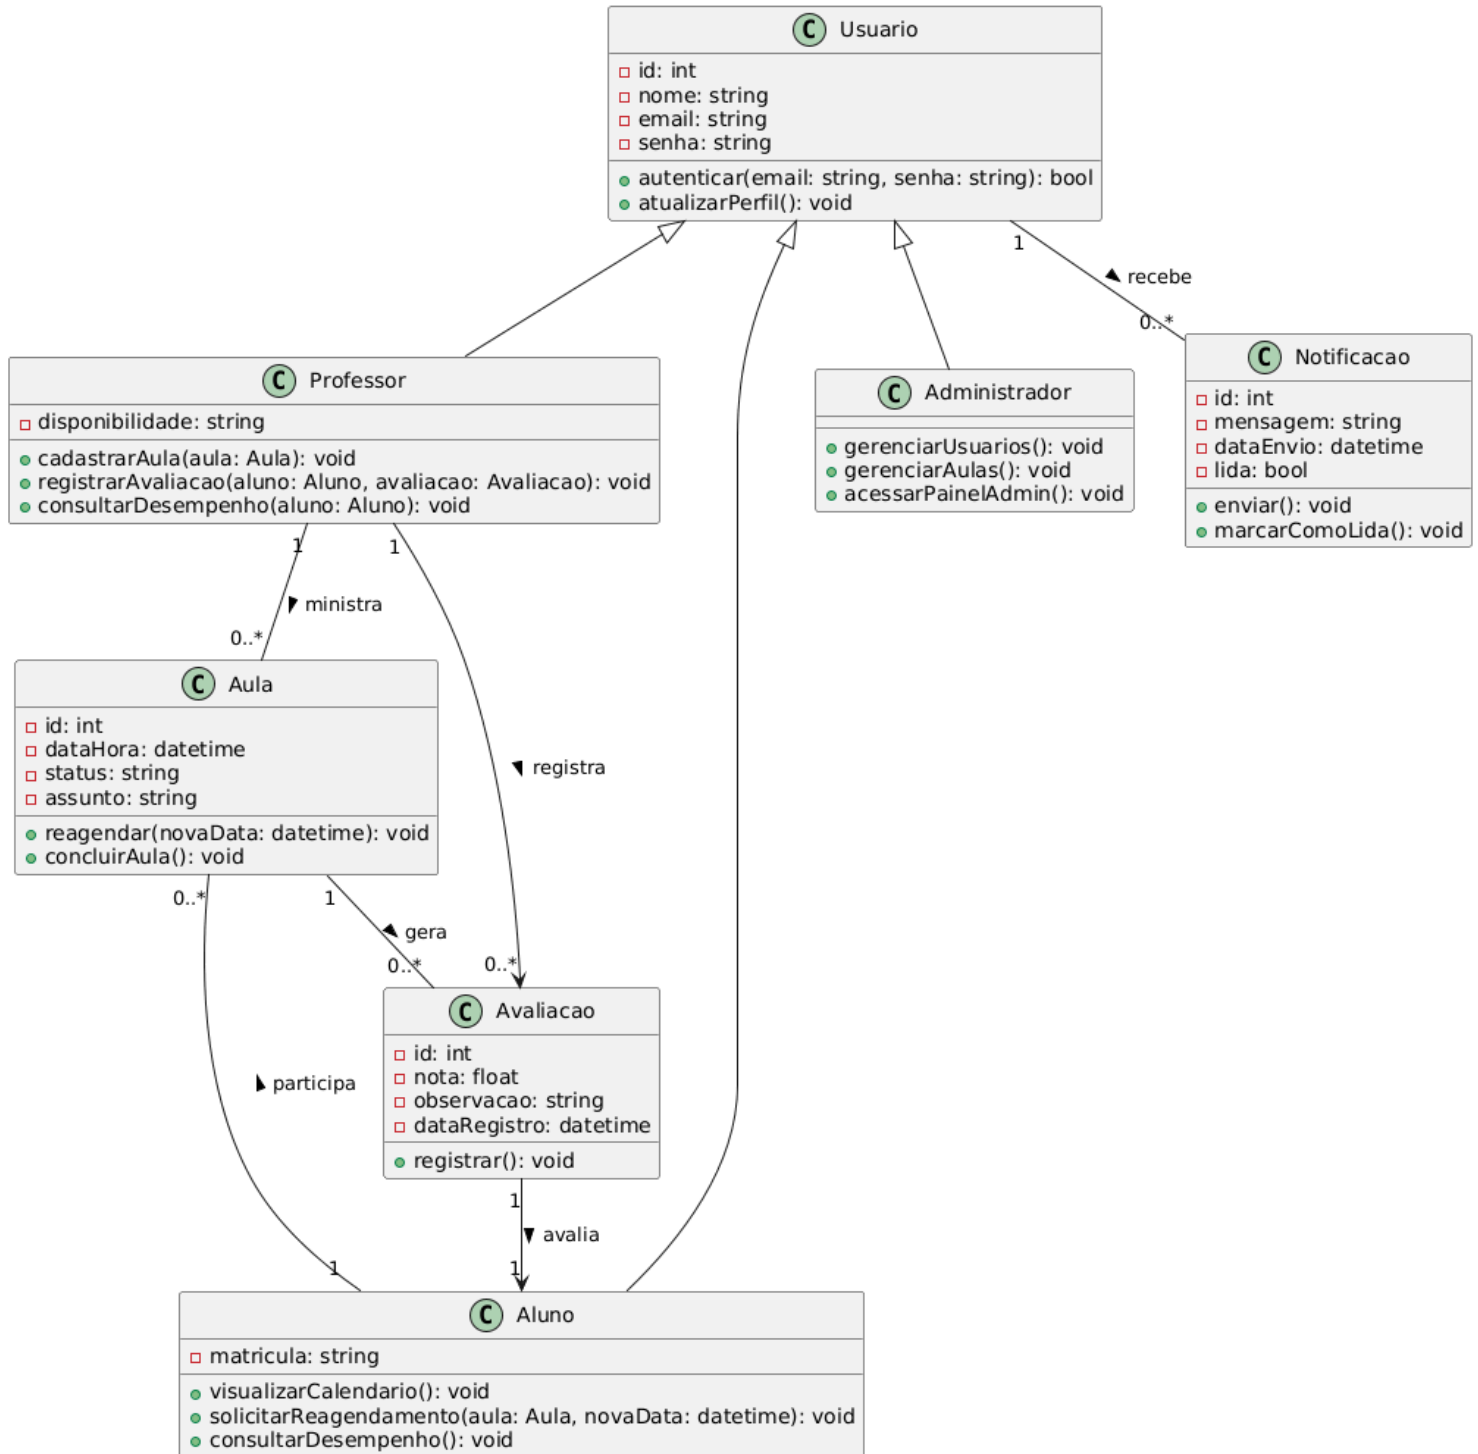 C Usuario
id: int
nome: string
email: string
senha: string
autenticar(email: string, senha: string): bool
atualizarPerfil(): void
1
recebe
0..*
C Professor
disponibilidade: string
cadastrarAula(aula: Aula): void
registrarAvaliacao(aluno: Aluno, avaliacao: Avaliacao): void
consultarDesempenho(aluno: Aluno): void
C Administrador
gerenciarUsuarios(): void
gerenciarAulas(): void
acessarPainelAdmin(): void
C Notificacao
id: int
mensagem: string
dataEnvio: datetime
lida: bool
enviar(): void
marcarComoLida(): void
1
1
ministra
0..*
C Aula
id: int
dataHora: datetime
status: string
assunto: string
reagendar(novaData: datetime): void
concluirAula(): void
registra
0..*
1
gera
0..*
0..*
C Avaliacao
id: int
nota: float
observacao: string
dataRegistro: datetime
registrar(): void
participa
1
avalia
1
1
C Aluno
matricula: string
visualizarCalendario(): void
solicitarReagendamento(aula: Aula, novaData: datetime): void
consultarDesempenho(): void